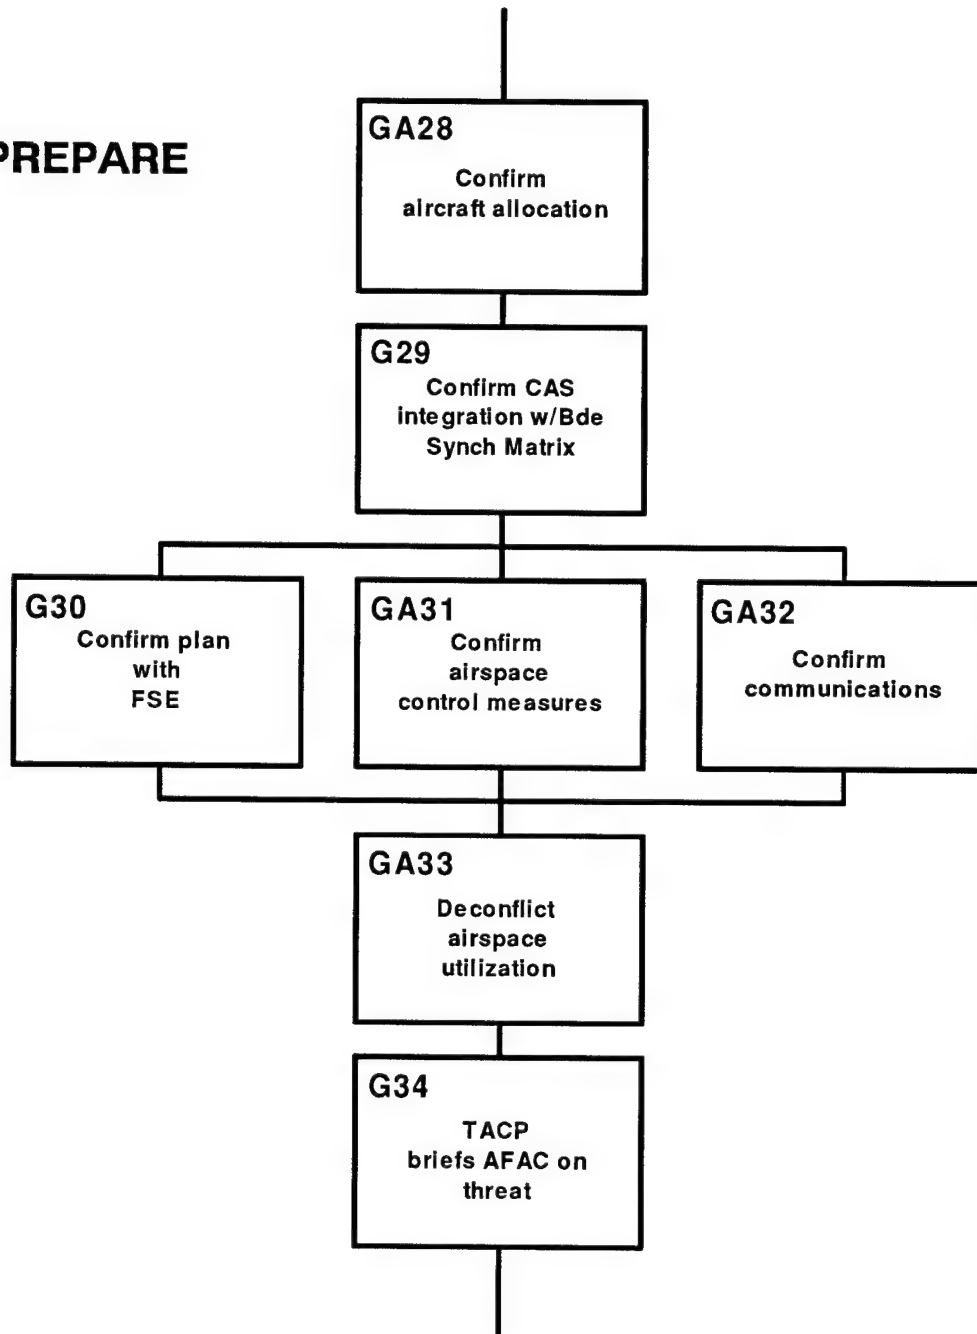 PREPARE
GA28
Confirm
aircraft allocation
G29
Confirm CAS
integration w/Bde
Synch Matrix
G30
Confirm plan
with
FSE
GA31
Confirm
airspace
control measures
GA32
Confirm
communications
GA33
Deconflict
airspace
utilization
G34
TACP
briefs AFAC on
threat